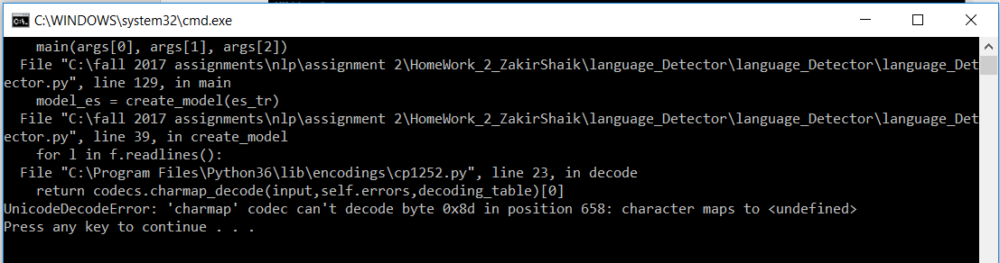 C:\WINDOWS\system32\cmd.exe
main(args[0], args[1], args[2])
File "C:\fall 2017 assignments\nlp\assignment 2\HomeWork_2_ZakirShaik\language_Detector\language_Detector\language_Det
ector.py", line 129, in main
model_es = create_model(es_tr)
File "C:\fall 2017 assignments\nlp\assignment 2\HomeWork_2_ZakirShaik\language_Detector\language_Detector\language_Det
ector.py", line 39, in create_model
for l in f.readlines():
File "C:\Program Files\Python36\lib\encodings\cp1252.py", line 23, in decode
return codecs.charmap_decode(input,self.errors,decoding_table)[0]
UnicodeDecodeError: 'charmap' codec can't decode byte 0x8d in position 658: character maps to <undefined>
Press any key to continue . . .